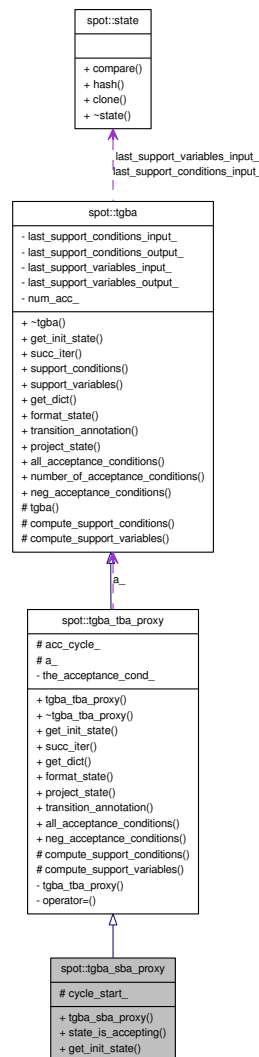 spot::state
+ compare()
+ hash()
+ clone()
+ ~state()
last_support_variables_input_
last_support_conditions_input_
spot::tgba
- last_support_conditions_input_
- last_support_conditions_output_
- last_support_variables_input_
- last_support_variables_output_
- num_acc_
+ ~tgba()
+ get_init_state()
+ succ_iter()
+ support_conditions()
+ support_variables()
+ get_dict()
+ format_state()
+ transition_annotation()
+ project_state()
+ all_acceptance_conditions()
+ number_of_acceptance_conditions()
+ neg_acceptance_conditions()
# tgba()
# compute_support_conditions()
# compute_support_variables()
a_
spot::tgba_tba_proxy
# acc_cycle_
# a_
- the_acceptance_cond_
+ tgba_tba_proxy()
+ ~tgba_tba_proxy()
+ get_init_state()
+ succ_iter()
+ get_dict()
+ format_state()
+ project_state()
+ transition_annotation()
+ all_acceptance_conditions()
+ neg_acceptance_conditions()
# compute_support_conditions()
# compute_support_variables()
- tgba_tba_proxy()
- operator=()
spot::tgba_sba_proxy
# cycle_start_
+ tgba_sba_proxy()
+ state_is_accepting()
+ get_init_state()